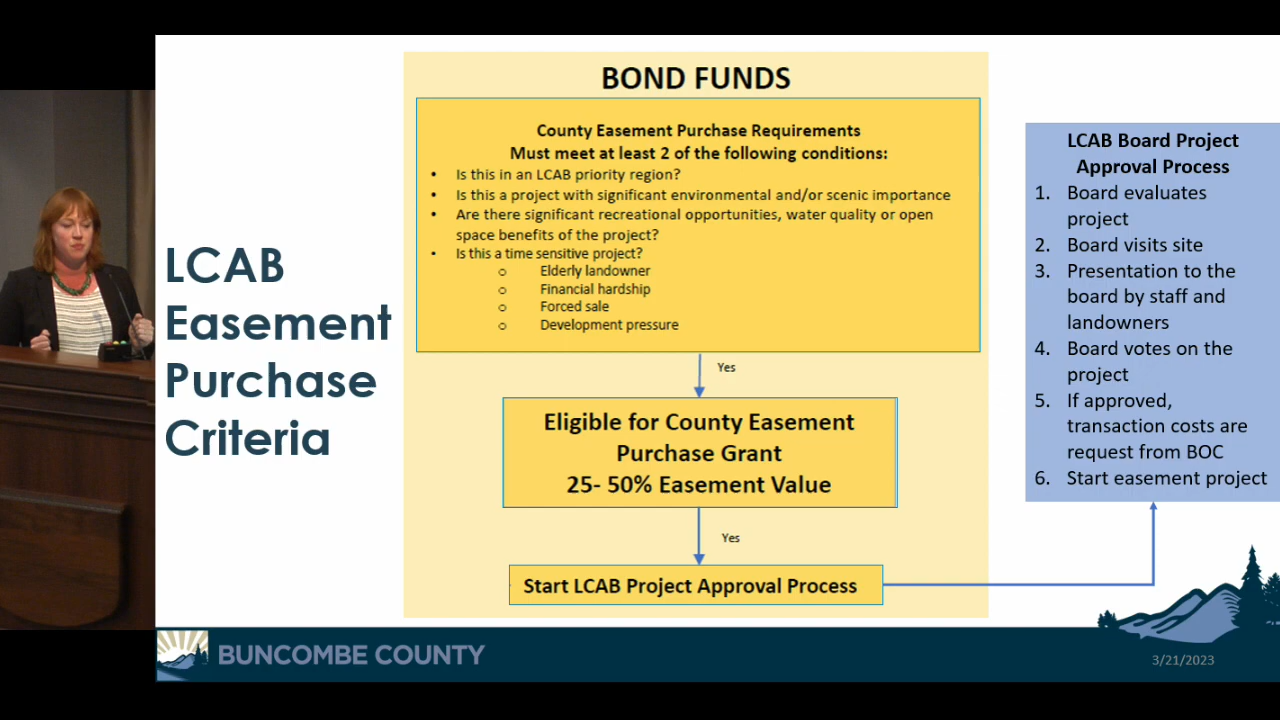 LCAB
Easement
Purchase
Criteria
BOND FUNDS
County Easement Purchase Requirements
Must meet at least 2 of the following conditions:
• Is this in an LCAB priority region?
• Is this a project with significant environmental and/or scenic importance
• Are there significant recreational opportunities, water quality or open
space benefits of the project?
• Is this a time sensitive project?
o Elderly landowner
o Financial hardship
o Forced sale
o Development pressure
Yes
Eligible for County Easement
Purchase Grant
25- 50% Easement Value
Yes
Start LCAB Project Approval Process
LCAB Board Project
Approval Process
1. Board evaluates
project
2. Board visits site
3. Presentation to the
board by staff and
landowners
4. Board votes on the
project
5. If approved,
transaction costs are
request from BOC
6. Start easement project
BUNCOMBE COUNTY
3/21/2023